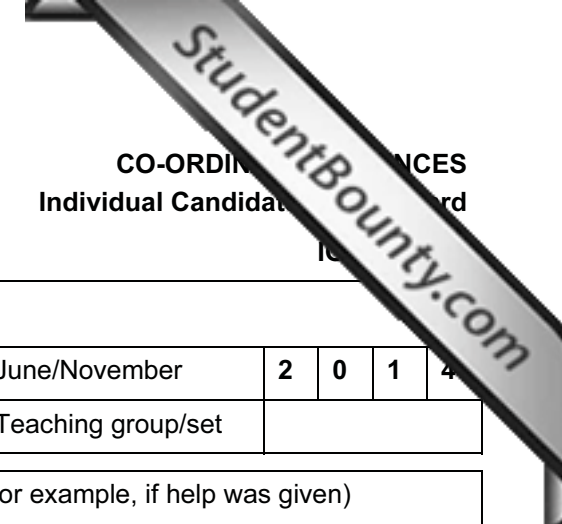 StudentBounty.com
CO-ORDIN NCES
Individual Candidat rd
June/November 2 0 1 4
Teaching group/set
or example, if help was given)